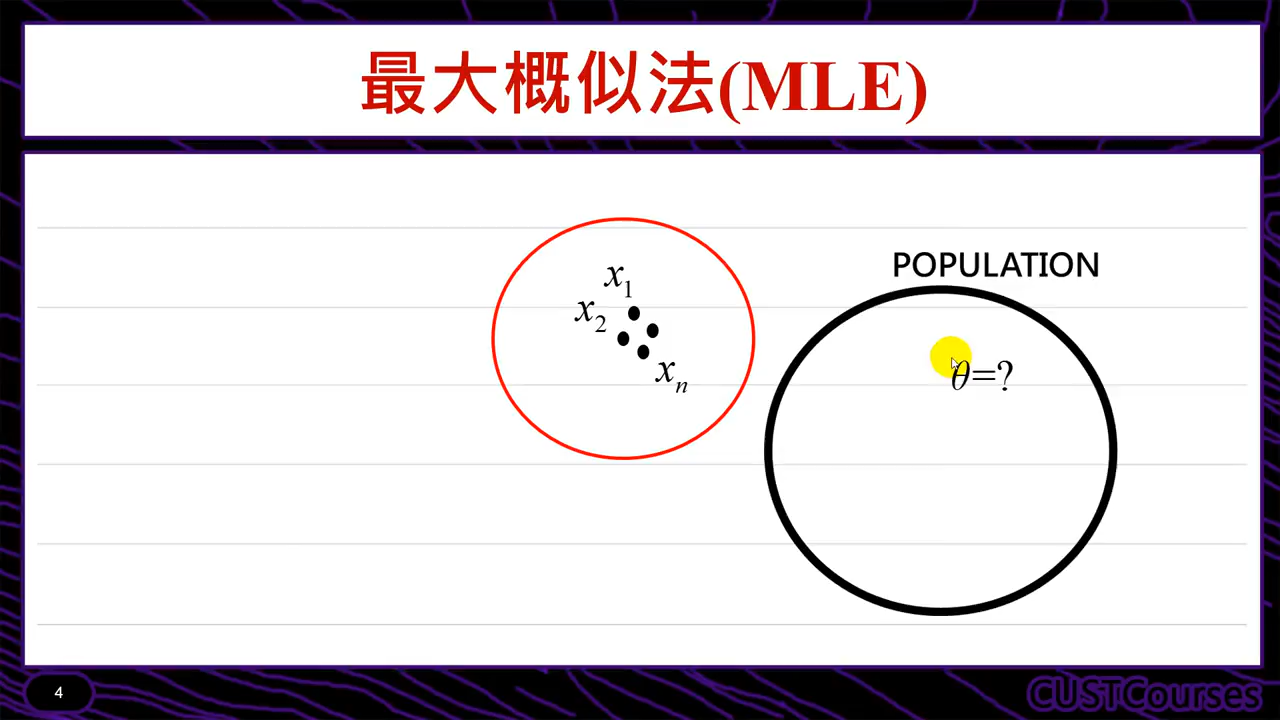 最大概似法(MLE)
POPULATION
x1
x2
xn
θ=?
4
CUSTCourses